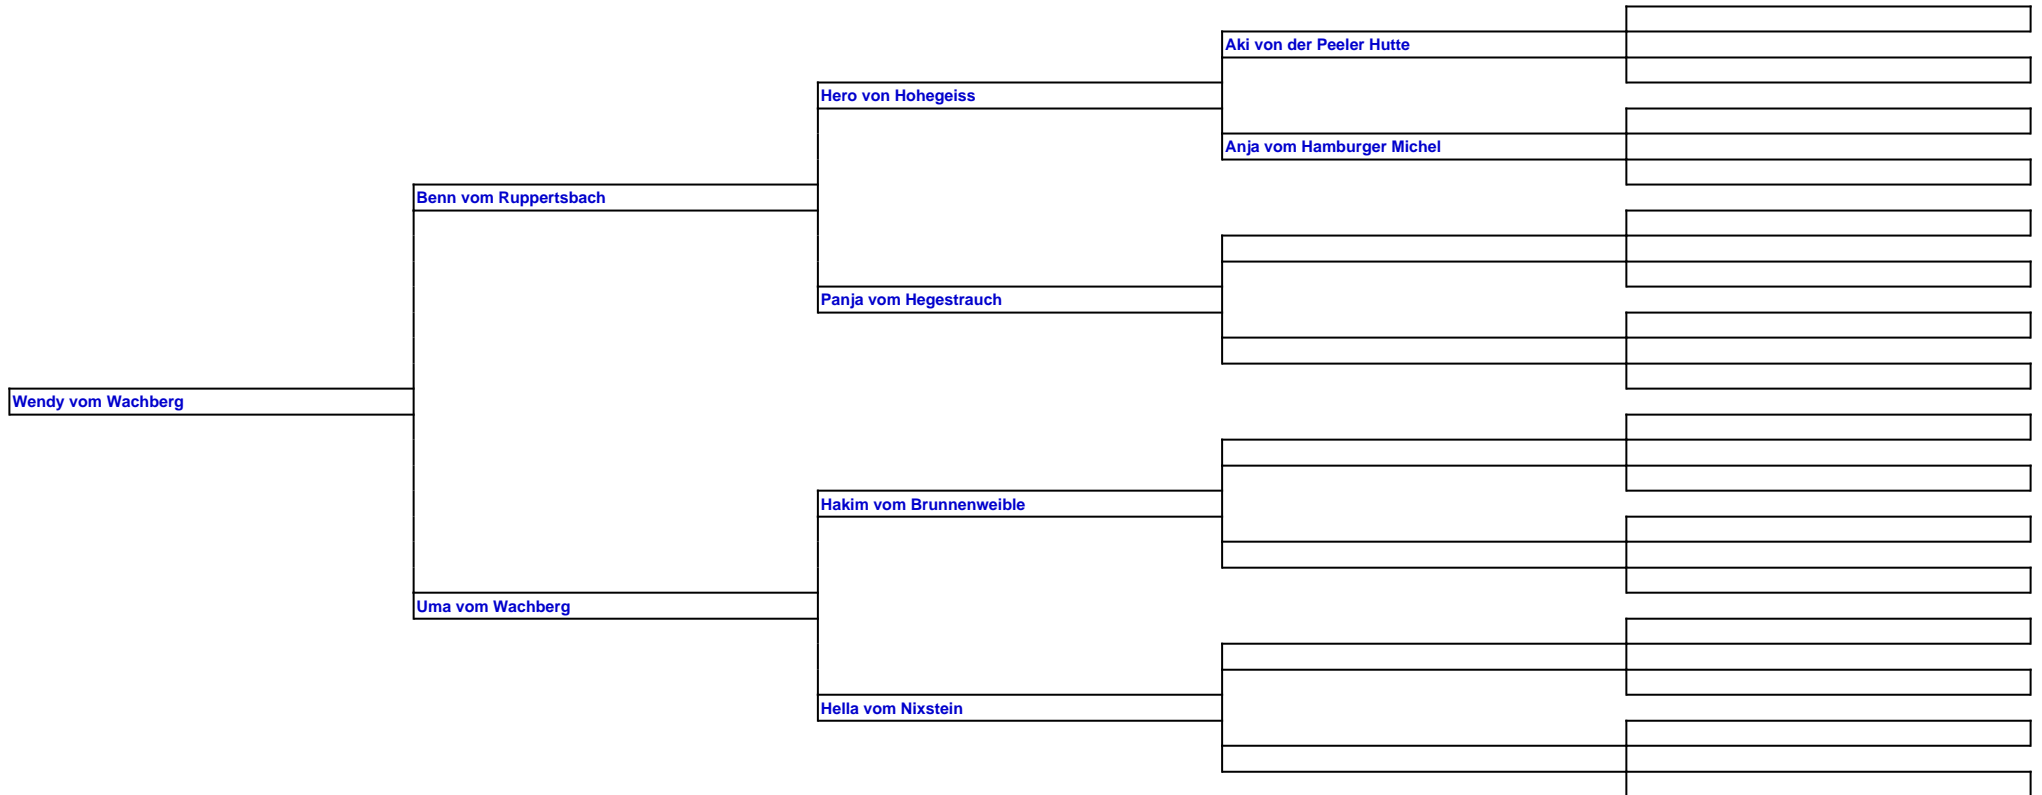 Aki von der Peeler Hutte
Hero von Hohegeiss
Anja vom Hamburger Michel
Benn vom Ruppertsbach
Panja vom Hegestrauch
Wendy vom Wachberg
Hakim vom Brunnenweible
Uma vom Wachberg
Hella vom Nixstein